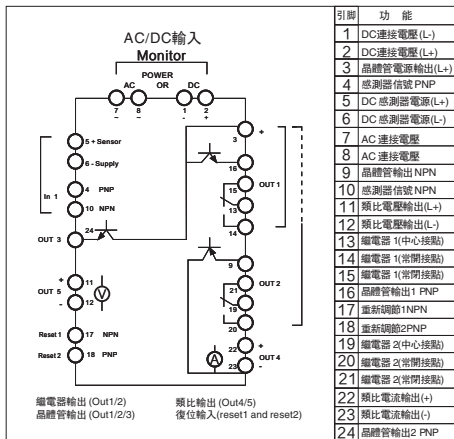 AC/DC輸入
Monitor
POWER
AC OR DC
7 8 1 2
~ ~ - +
5 + Sensor
6 - Supply
In 1
4 PNP
10 NPN
24
OUT 3
+
11
OUT 5
V
-
12
Reset1 17 NPN
Reset2 18 PNP
3 +
16
15
OUT 1
13
14
9
21
OUT 2
19
20
22 +
A
OUT 4
23 -
繼電器輸出 (Out1/2)
晶體管輸出 (Out1/2/3)
類比輸出 (Out4/5)
復位輸入(reset1 and reset2)
引腳 功 能
1 DC連接電壓(L-)
2 DC連接電壓(L+)
3 晶體管電源輸出(L+)
4 感測器信號 PNP
5 DC 感測器電源(L+)
6 DC 感測器電源(L-)
7 AC 連接電壓
8 AC 連接電壓
9 晶體管輸出 NPN
10 感測器信號 NPN
11 類比電壓輸出(L+)
12 類比電壓輸出(L-)
13 繼電器 1(中心接點)
14 繼電器 1(常開接點)
15 繼電器 1(常閉接點)
16 晶體管輸出1 PNP
17 重新調節1NPN
18 重新調節2PNP
19 繼電器 2(中心接點)
20 繼電器 2(常開接點)
21 繼電器 2(常閉接點)
22 類比電流輸出(+)
23 類比電流輸出(-)
24 晶體管輸出2 PNP